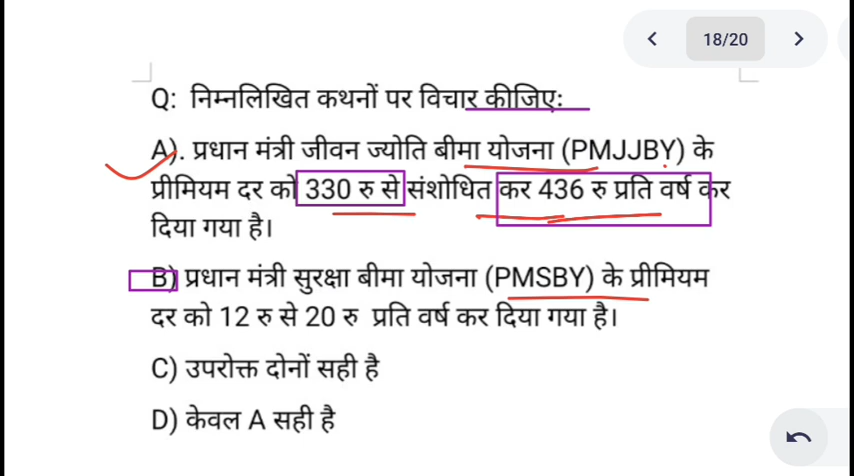 18/20
Q: निम्नलिखित कथनों पर विचार कीजिए:
A). प्रधान मंत्री जीवन ज्योति बीमा योजना (PMJJBY) के
प्रीमियम दर को 330 रु से संशोधित कर 436 रु प्रति वर्ष कर
दिया गया है।
B) प्रधान मंत्री सुरक्षा बीमा योजना (PMSBY) के प्रीमियम
दर को 12 रु से 20 रु प्रति वर्ष कर दिया गया है।
C) उपरोक्त दोनों सही है
D) केवल A सही है